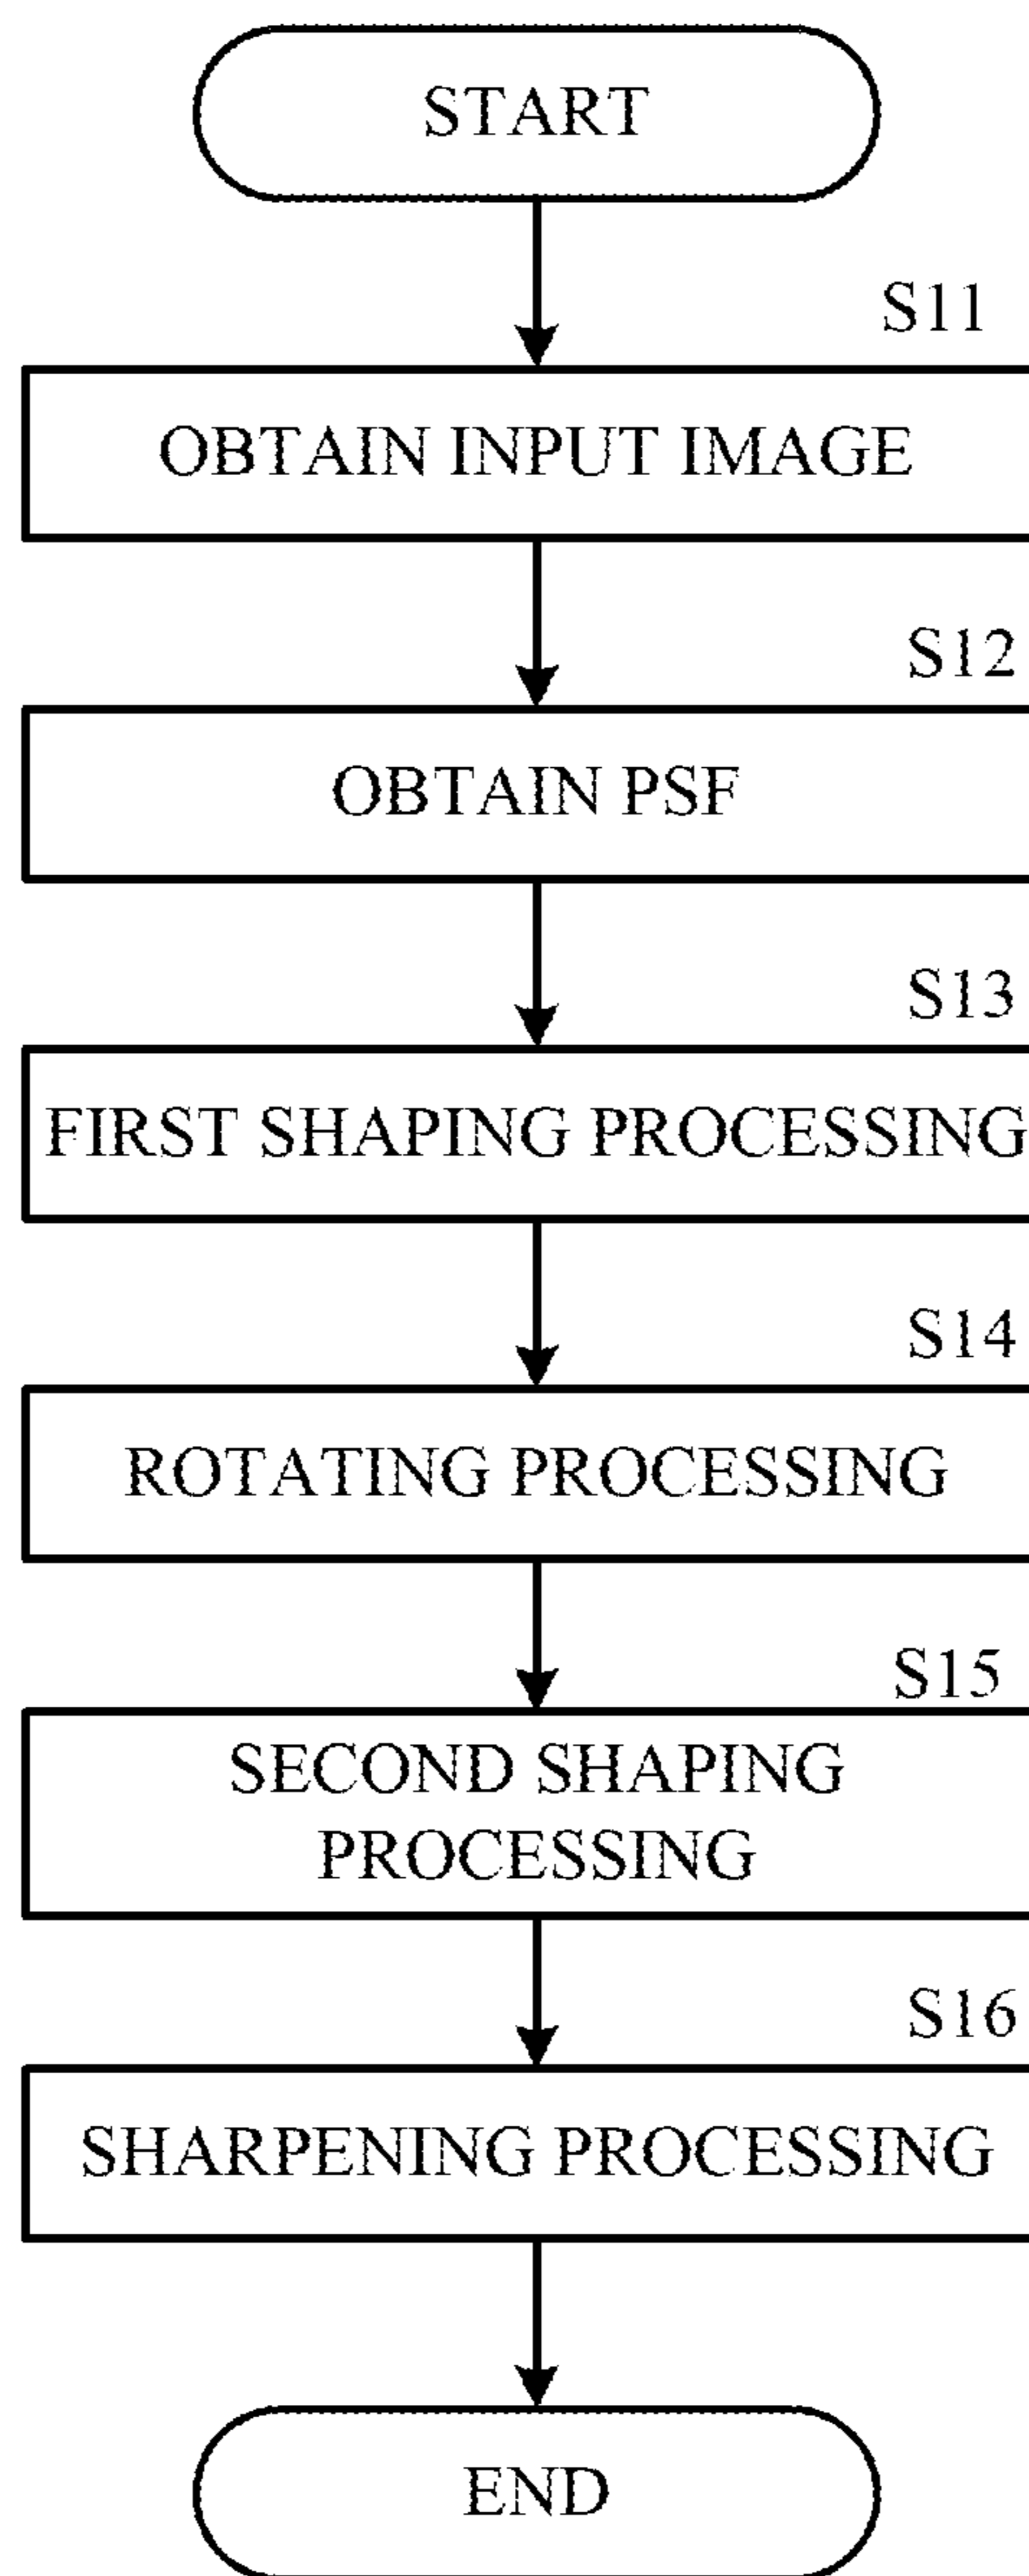 START
S11
OBTAIN INPUT IMAGE
S12
OBTAIN PSF
S13
FIRST SHAPING PROCESSING
S14
ROTATING PROCESSING
S15
SECOND SHAPING
PROCESSING
S16
SHARPENING PROCESSING
END